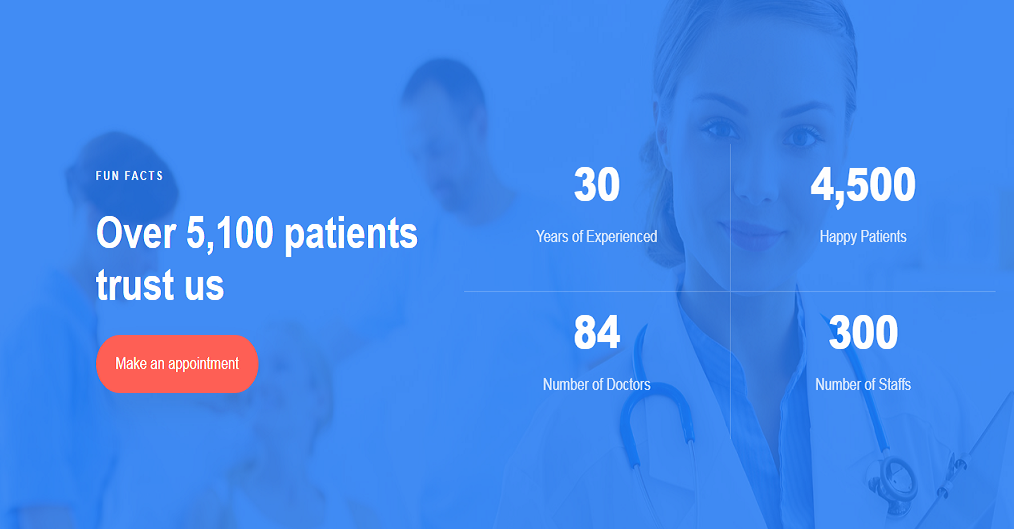 FUN FACTS
Over 5,100 patients
trust us
Make an appointment
30
Years of Experienced
4,500
Happy Patients
84
Number of Doctors
300
Number of Staffs